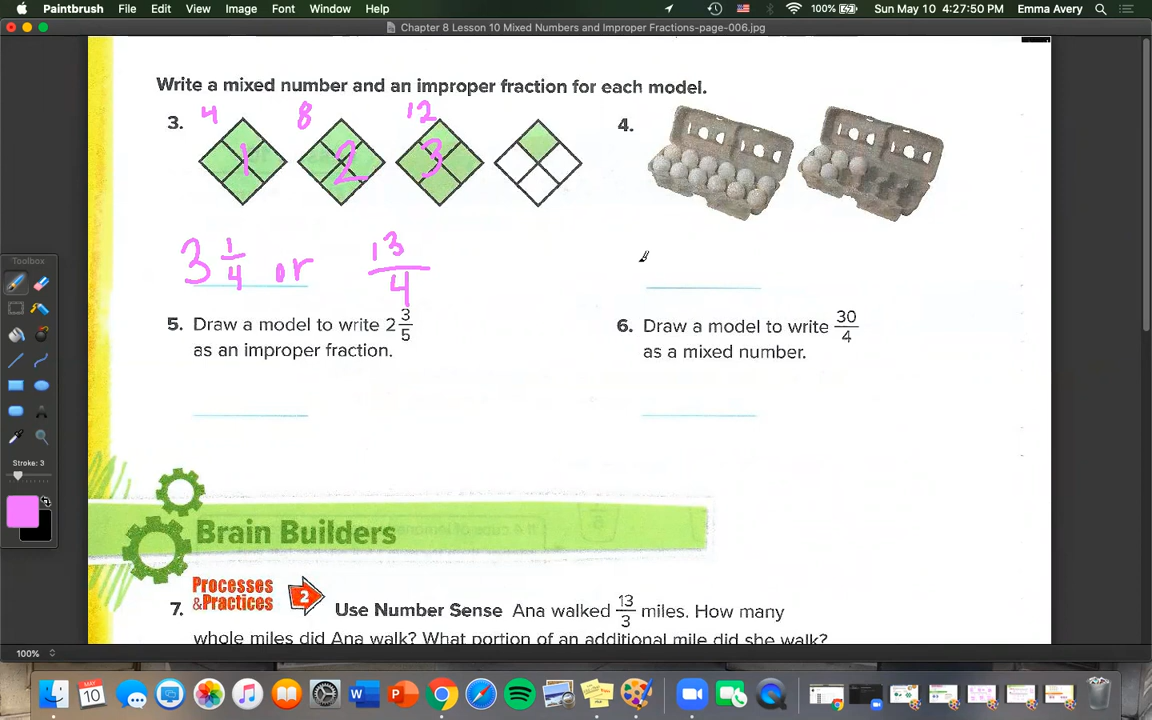 Paintbrush File Edit View Image Font Window Help 100% Sun May 10 4:27:50 PM Emma Avery
Chapter 8 Lesson 10 Mixed Numbers and Improper Fractions-page-006.jpg
Write a mixed number and an improper fraction for each model.
4 8 12
3. 1 2 3
4.
3 1/4 or 13/4
5. Draw a model to write 2 3/5
as an improper fraction.
6. Draw a model to write 30/4
as a mixed number.
Toolbox
Stroke: 3
Brain Builders
Processes
&Practices
2
7. Use Number Sense Ana walked 13/3 miles. How many
whole miles did Ana walk? What portion of an additional mile did she walk?
100%
MAY
10